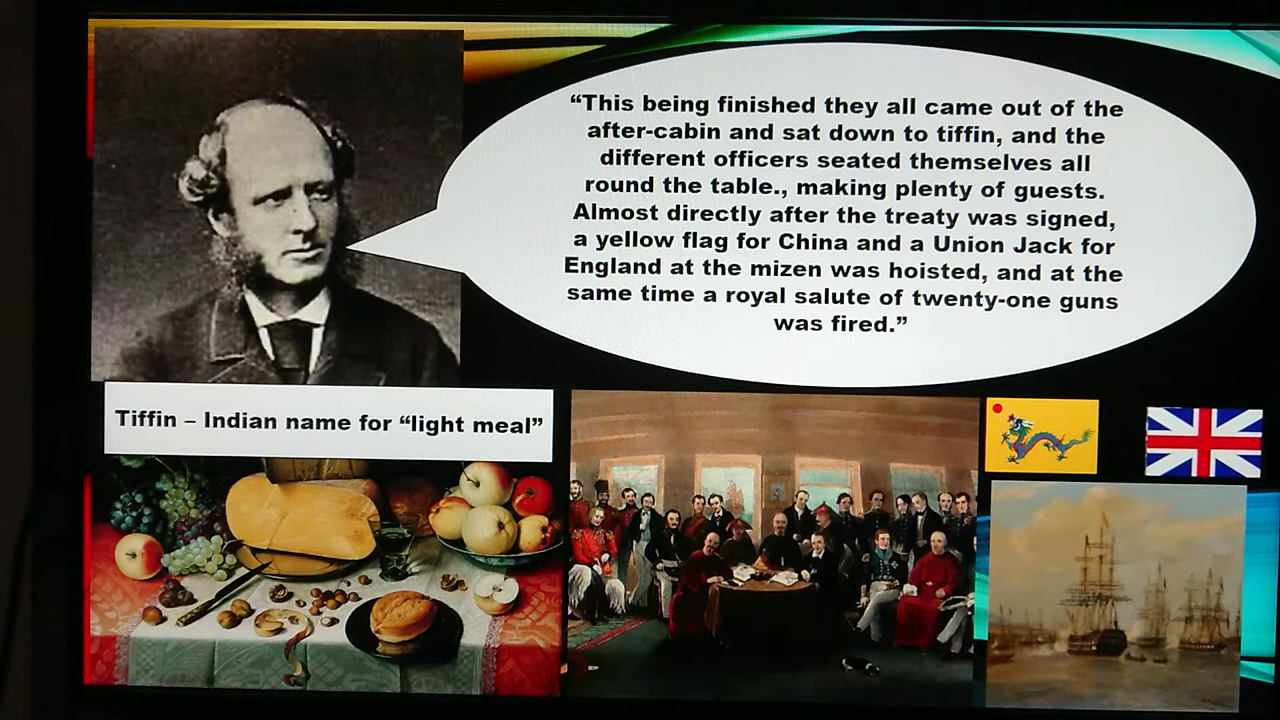 “This being finished they all came out of the
after-cabin and sat down to tiffin, and the
different officers seated themselves all
round the table., making plenty of guests.
Almost directly after the treaty was signed,
a yellow flag for China and a Union Jack for
England at the mizen was hoisted, and at the
same time a royal salute of twenty-one guns
was fired.”
Tiffin – Indian name for “light meal”